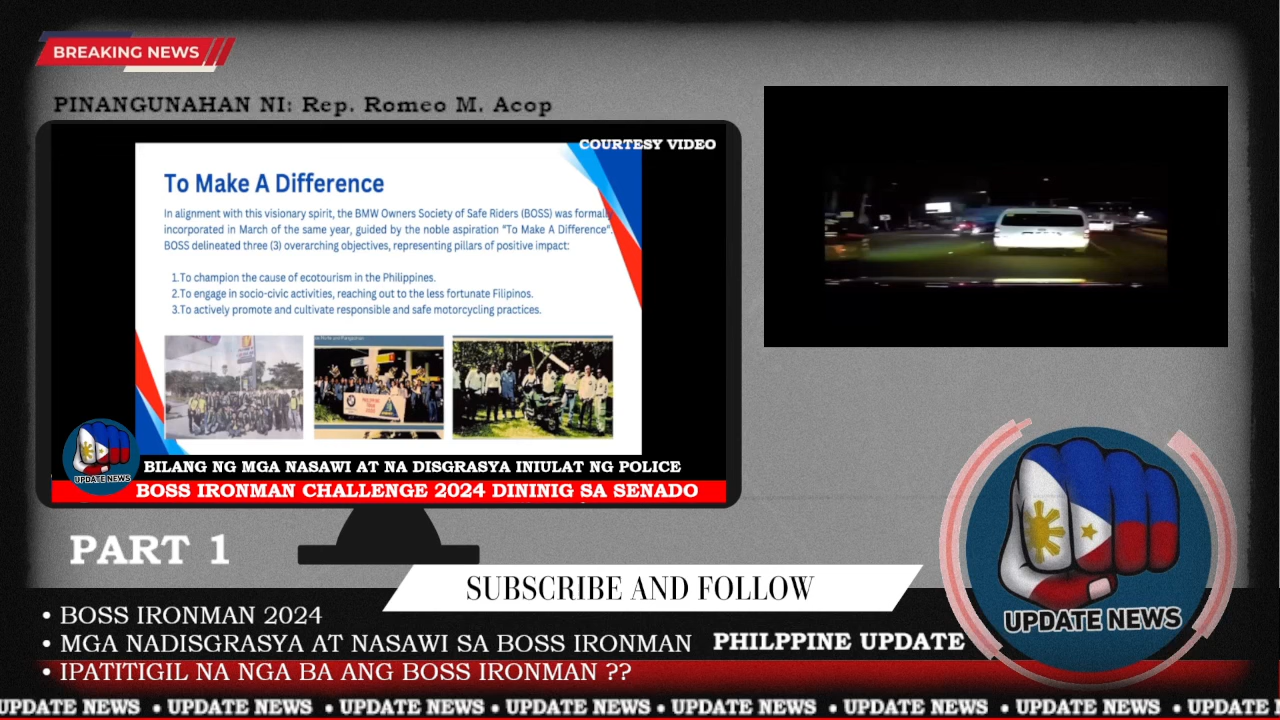 BREAKING NEWS
PINANGUNAHAN NI: Rep. Romeo M. Acop
COURTESY VIDEO
To Make A Difference
In alignment with this visionary spirit, the BMW Owners Society of Safe Riders (BOSS) was formally
incorporated in March of the same year, guided by the noble aspiration "To Make A Difference".
BOSS delineated three (3) overarching objectives, representing pillars of positive impact:
1.To champion the cause of ecotourism in the Philippines.
2.To engage in socio-civic activities, reaching out to the less fortunate Filipinos.
3.To actively promote and cultivate responsible and safe motorcycling practices.
UPDATE NEWS
BILANG NG MGA NASAWI AT NA DISGRASYA INIULAT NG POLICE
BOSS IRONMAN CHALLENGE 2024 DININIG SA SENADO
PART 1
SUBSCRIBE AND FOLLOW
• BOSS IRONMAN 2024
• MGA NADISGRASYA AT NASAWI SA BOSS IRONMAN
• IPATITIGIL NA NGA BA ANG BOSS IRONMAN ??
PHILPPINE UPDATE
UPDATE NEWS
UPDATE NEWS • UPDATE NEWS • UPDATE NEWS • UPDATE NEWS • UPDATE NEWS • UPDATE NEWS • UPDATE NEWS • UPDATE